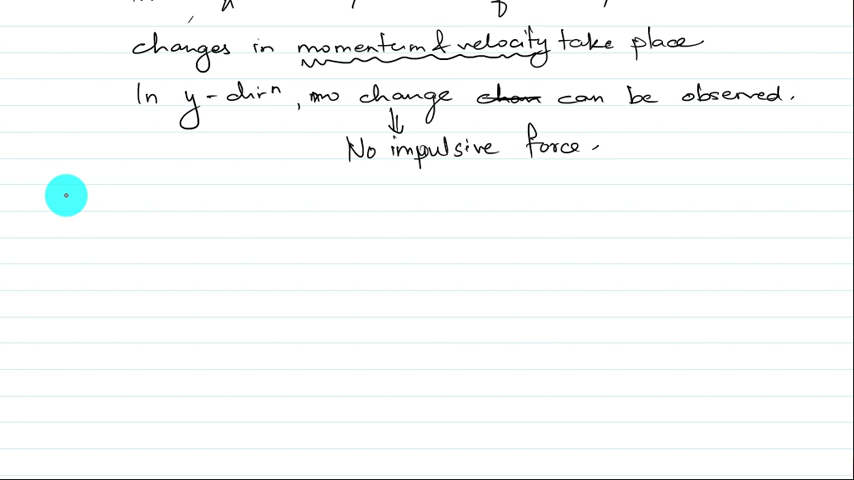 changes in momentum & velocity take place
In y-dirⁿ, no change can be observed.
No impulsive force.